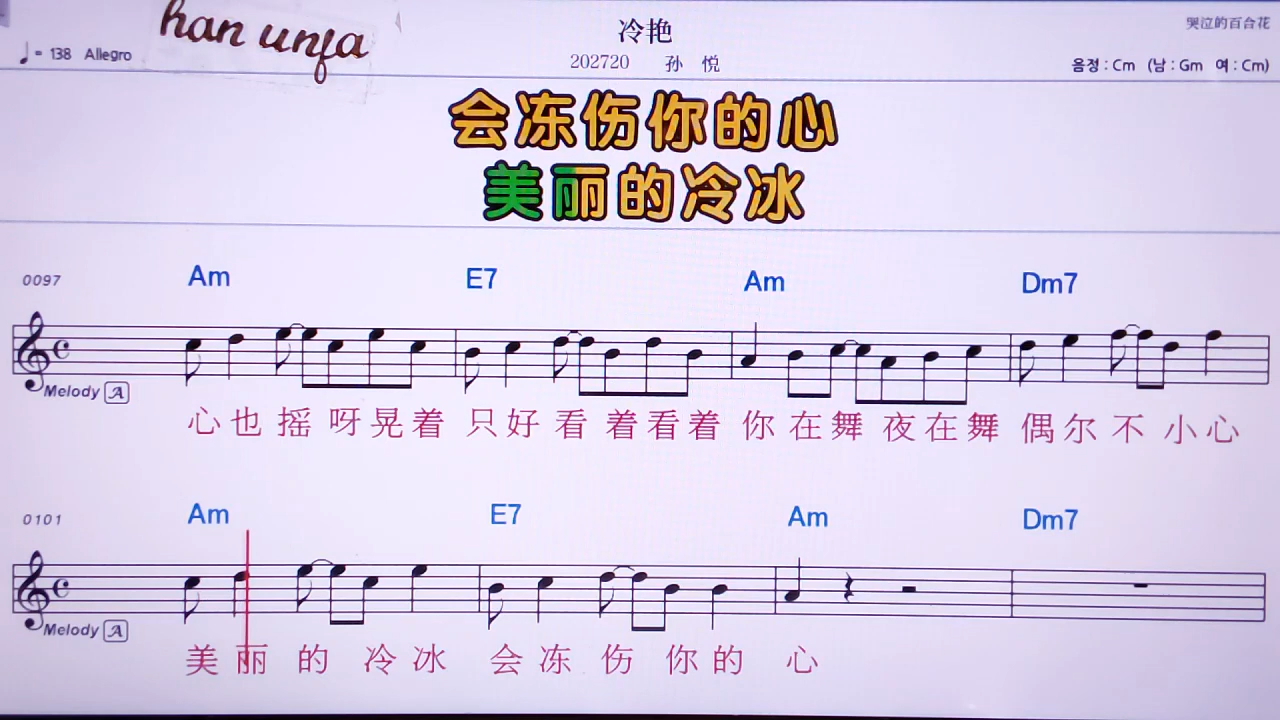 han unfa
冷艳
哭泣的百合花
♩= 138 Allegro
202720 孙 悦
음정 : Cm (남 : Gm 여 : Cm)
会冻伤你的心
美丽的冷冰
0097 Am E7 Am Dm7
Melody A
心也摇呀晃着 只好看着看着 你在舞夜在舞 偶尔不小心
0101 Am E7 Am Dm7
Melody A
美丽的冷冰 会冻伤你的 心